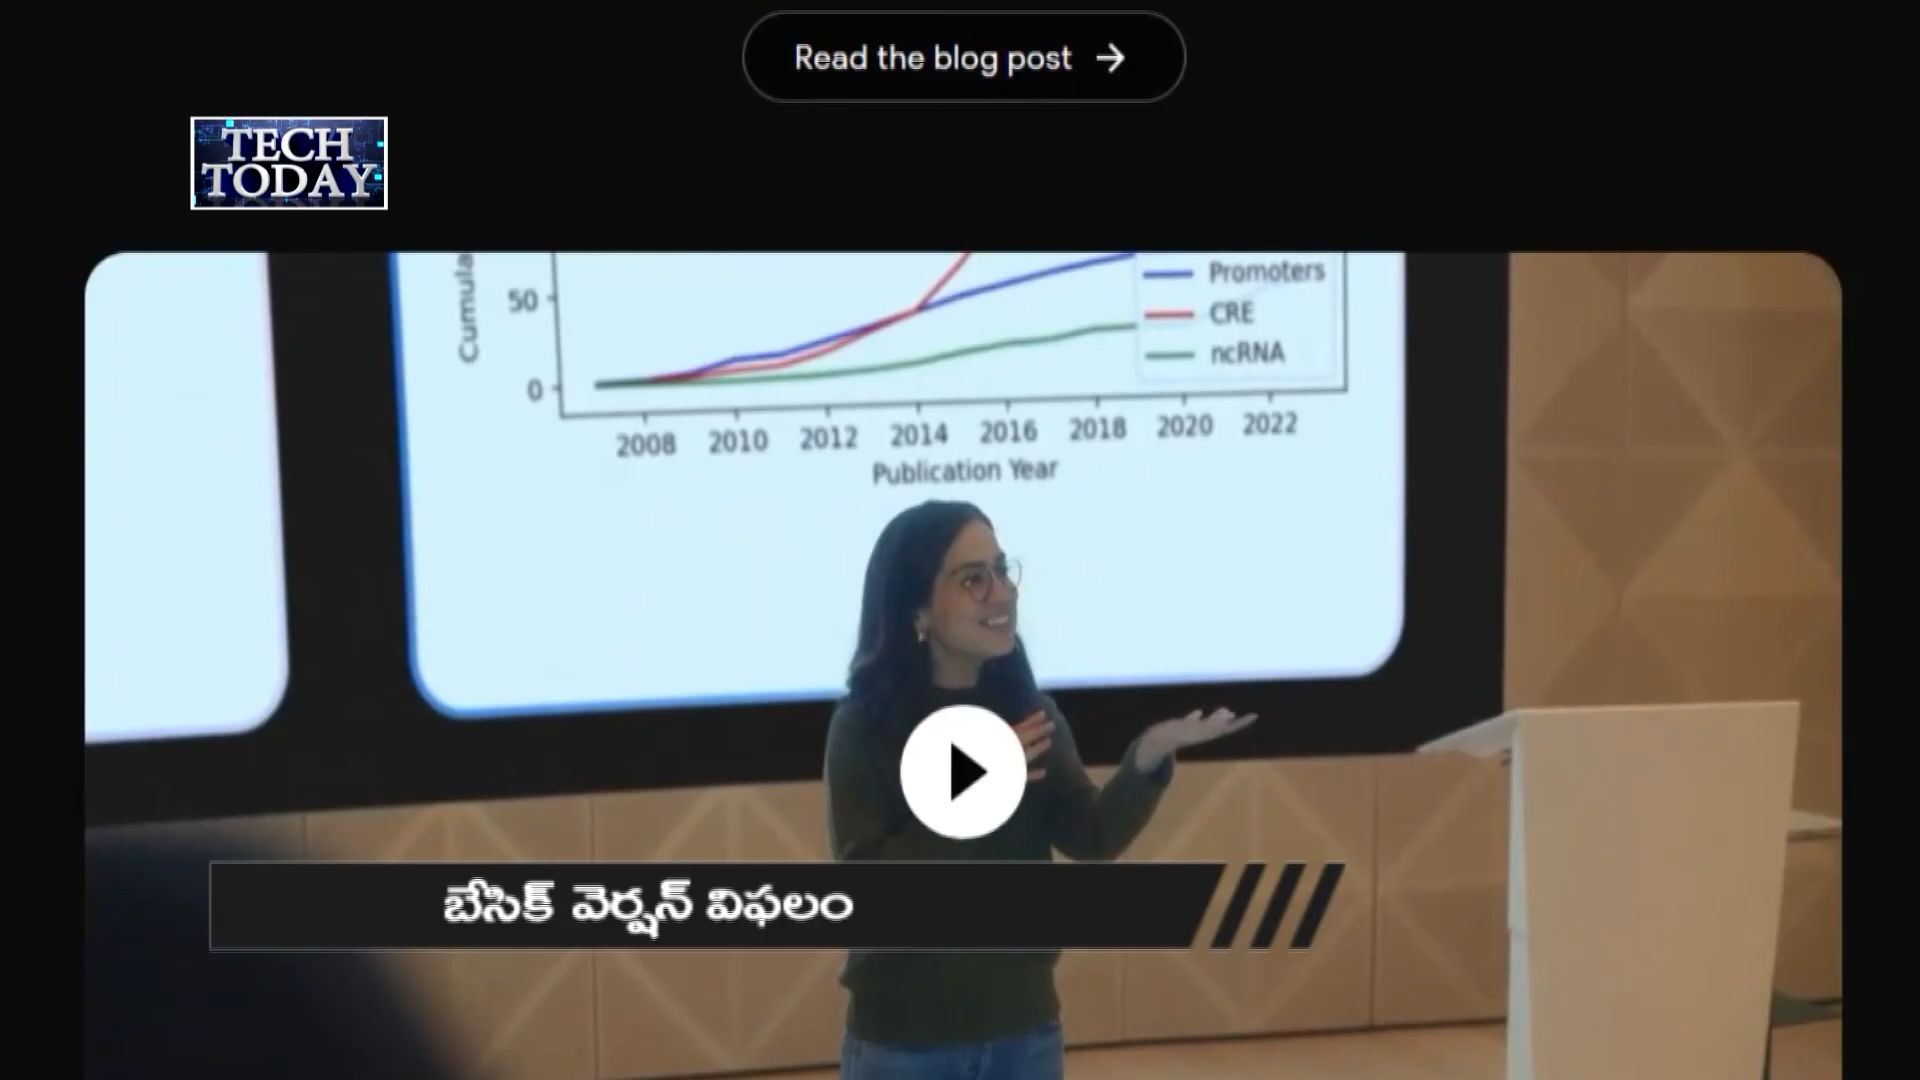 Read the blog post
TECH
TODAY
Cumula
50
0
Promoters
CRE
ncRNA
2008 2010 2012 2014 2016 2018 2020 2022
Publication Year
బేసిక్ వెర్షన్ విఫలం